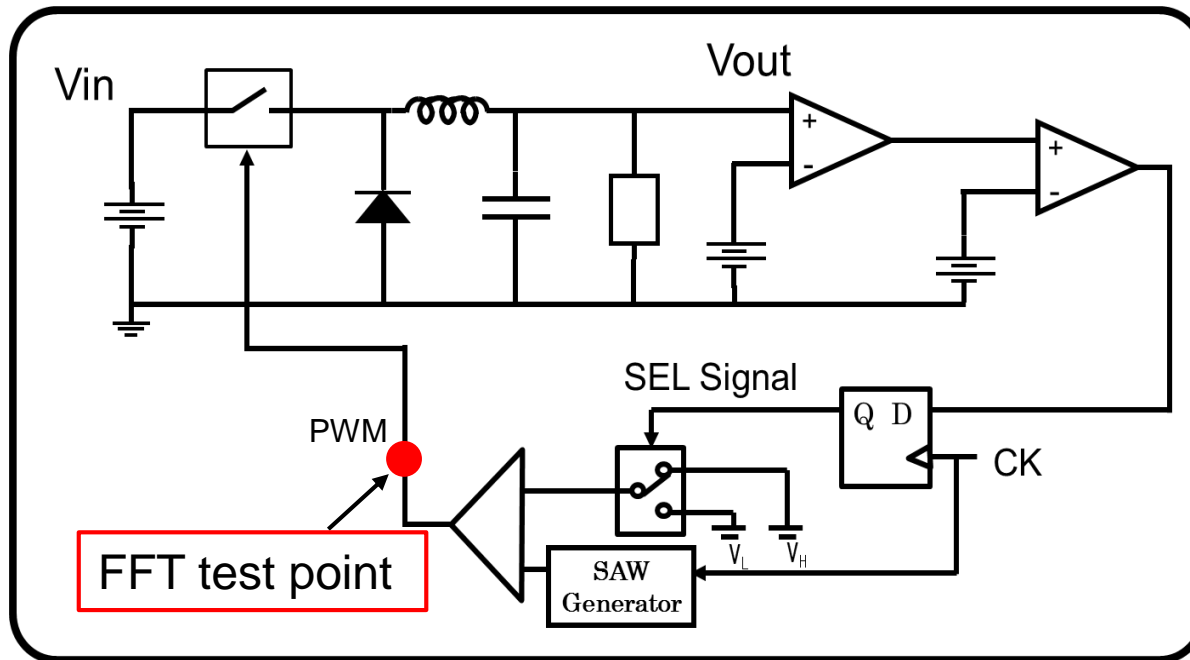 Vin
Vout
+
-
+
-
SEL Signal
Q D
PWM
CK
V_L
V_H
FFT test point
SAW
Generator